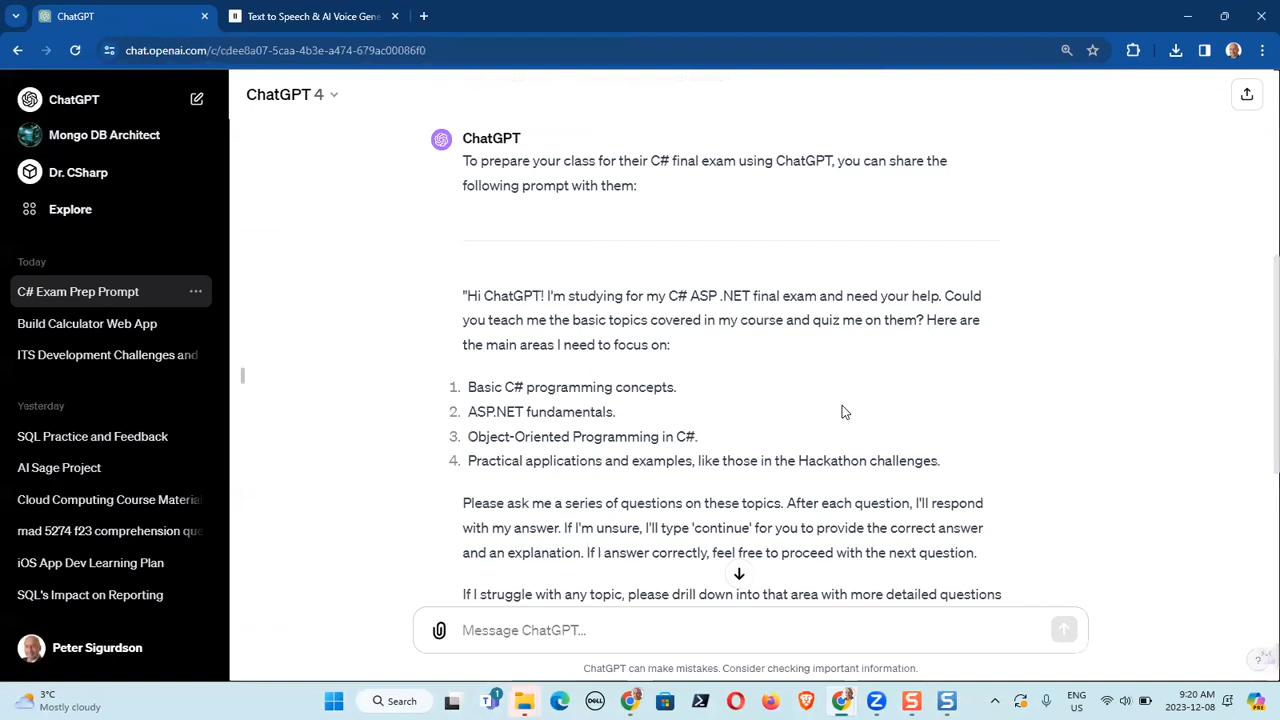 ChatGPT
Text to Speech & AI Voice Gene
chat.openai.com/c/cdee8a07-5caa-4b3e-a474-679ac00086f0
ChatGPT
Mongo DB Architect
Dr. CSharp
Explore
Today
C# Exam Prep Prompt
Build Calculator Web App
ITS Development Challenges and
Yesterday
SQL Practice and Feedback
AI Sage Project
Cloud Computing Course Material
mad 5274 f23 comprehension que
iOS App Dev Learning Plan
SQL's Impact on Reporting
Peter Sigurdson
ChatGPT 4
ChatGPT
To prepare your class for their C# final exam using ChatGPT, you can share the
following prompt with them:
"Hi ChatGPT! I'm studying for my C# ASP .NET final exam and need your help. Could
you teach me the basic topics covered in my course and quiz me on them? Here are
the main areas I need to focus on:
1. Basic C# programming concepts.
2. ASP.NET fundamentals.
3. Object-Oriented Programming in C#.
4. Practical applications and examples, like those in the Hackathon challenges.
Please ask me a series of questions on these topics. After each question, I'll respond
with my answer. If I'm unsure, I'll type 'continue' for you to provide the correct answer
and an explanation. If I answer correctly, feel free to proceed with the next question.
If I struggle with any topic, please drill down into that area with more detailed questions
Message ChatGPT...
ChatGPT can make mistakes. Consider checking important information.
?
3°C
Mostly cloudy
Search
1
DELL
ENG
US
9:20 AM
2023-12-08